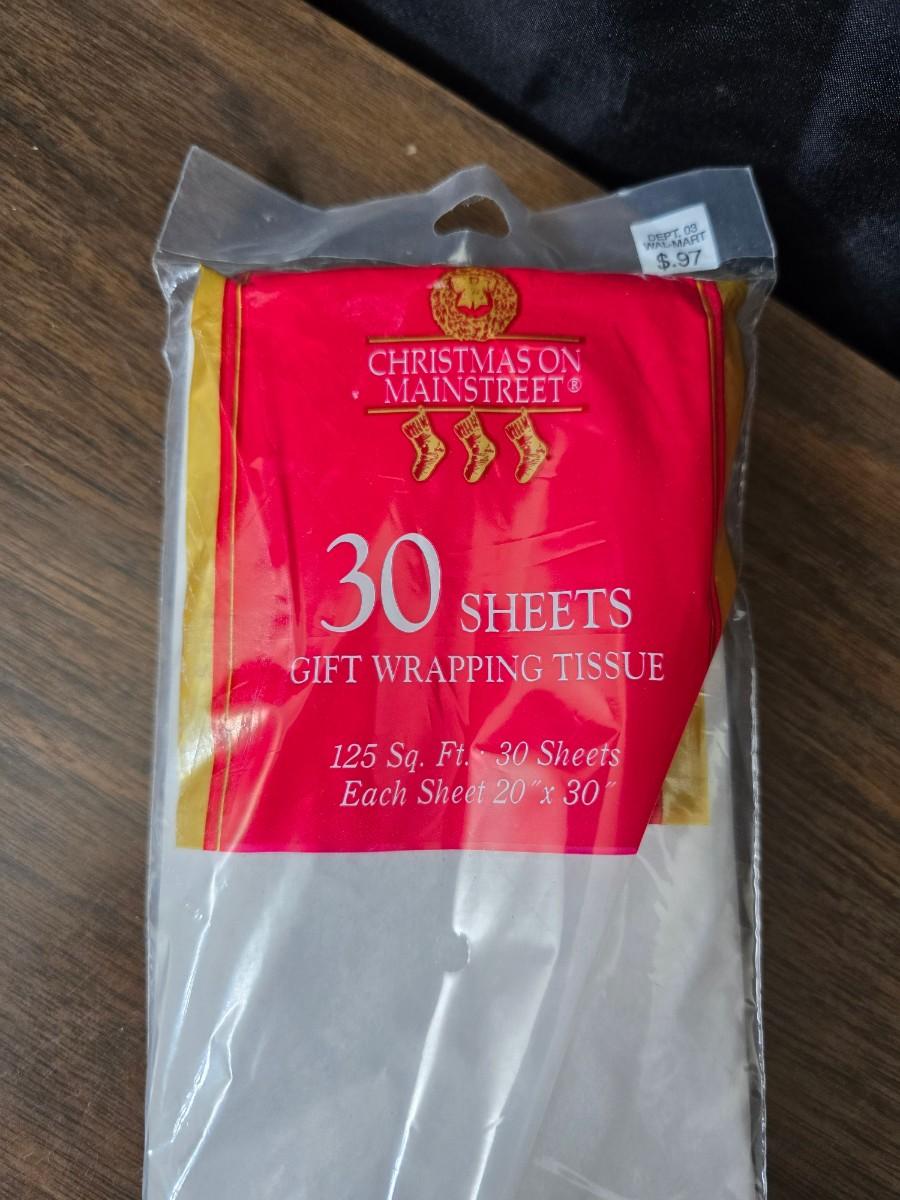 DEPT. 03
WAL-MART
$.97
CHRISTMAS ON
MAINSTREET®
30 SHEETS
GIFT WRAPPING TISSUE
125 Sq. Ft. · 30 Sheets
Each Sheet 20" x 30"